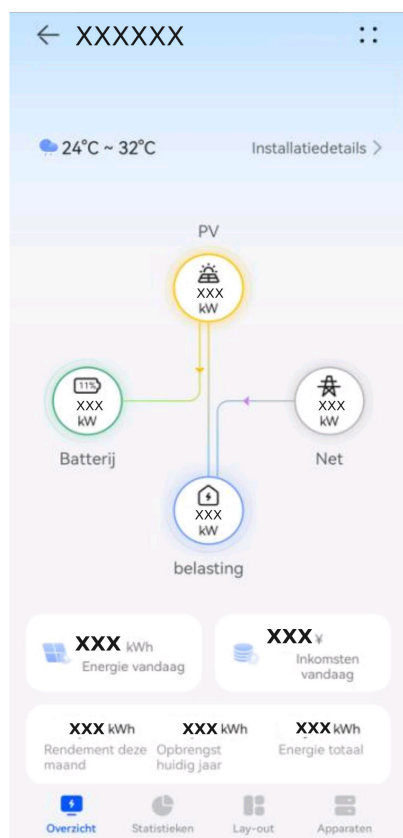 XXXXXX
24°C ~ 32°C
Installatiedetails
PV
XXX
kW
11%
XXX
kW
XXX
kW
Batterij
Net
XXX
kW
belasting
XXX kWh
Energie vandaag
XXX ¥
Inkomsten
vandaag
XXX kWh
XXX kWh
XXX kWh
Rendement deze
maand
Opbrengst
huidig jaar
Energie totaal
Overzicht
Statistieken
Lay-out
Apparaten